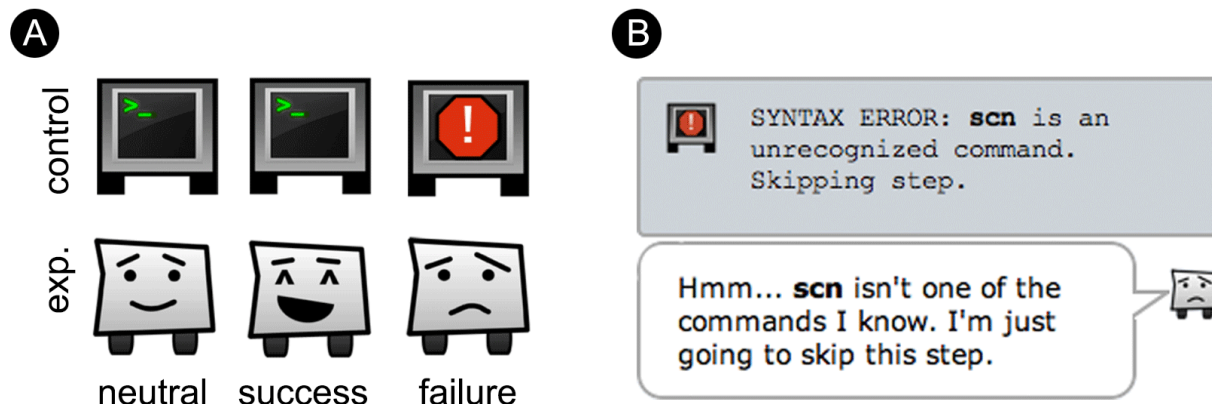 A
control
>_
>_
!
exp.
neutral
success
failure
B
!
SYNTAX ERROR: scn is an
unrecognized command.
Skipping step.
Hmm... scn isn't one of the
commands I know. I'm just
going to skip this step.